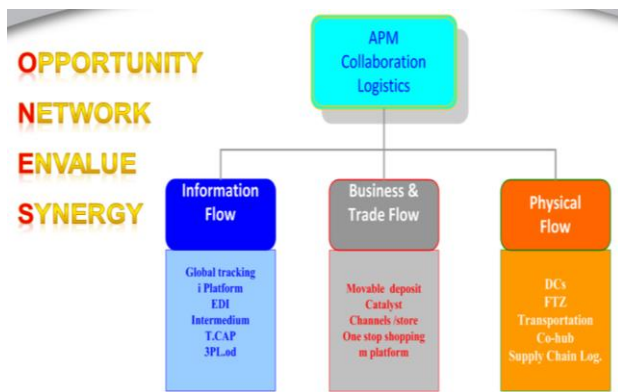 OPPORTUNITY
NETWORK
ENVALUE
SYNERGY
APM
Collaboration
Logistics
Information
Flow
Global tracking
i Platform
EDI
Intermedium
T.CAP
3PL.od
Business &
Trade Flow
Movable deposit
Catalyst
Channels /store
One stop shopping
m platform
Physical
Flow
DCs
FTZ
Transportation
Co-hub
Supply Chain Log.